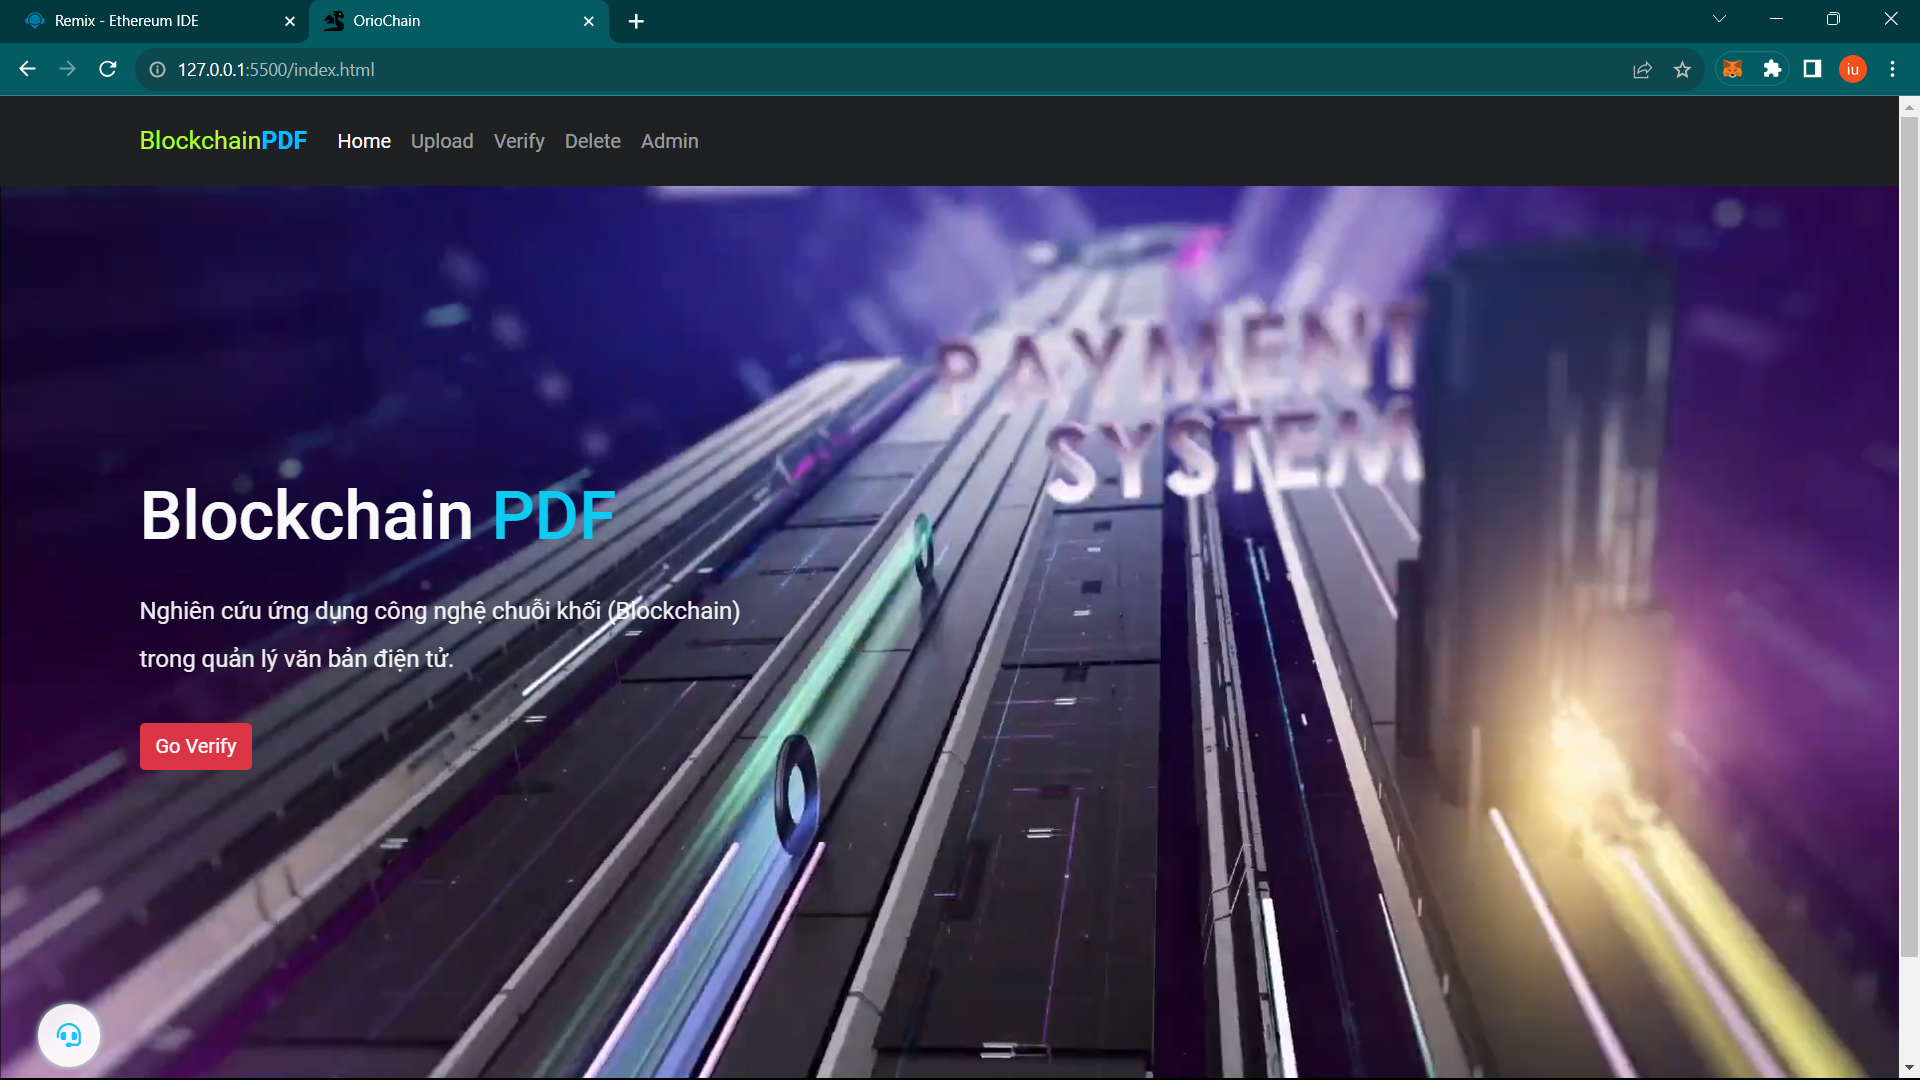 Remix - Ethereum IDE
OrioChain
127.0.0.1:5500/index.html
iu
BlockchainPDF Home Upload Verify Delete Admin
PAYMENT
SYSTEM
Blockchain PDF
Nghiên cứu ứng dụng công nghệ chuỗi khối (Blockchain)
trong quản lý văn bản điện tử.
Go Verify